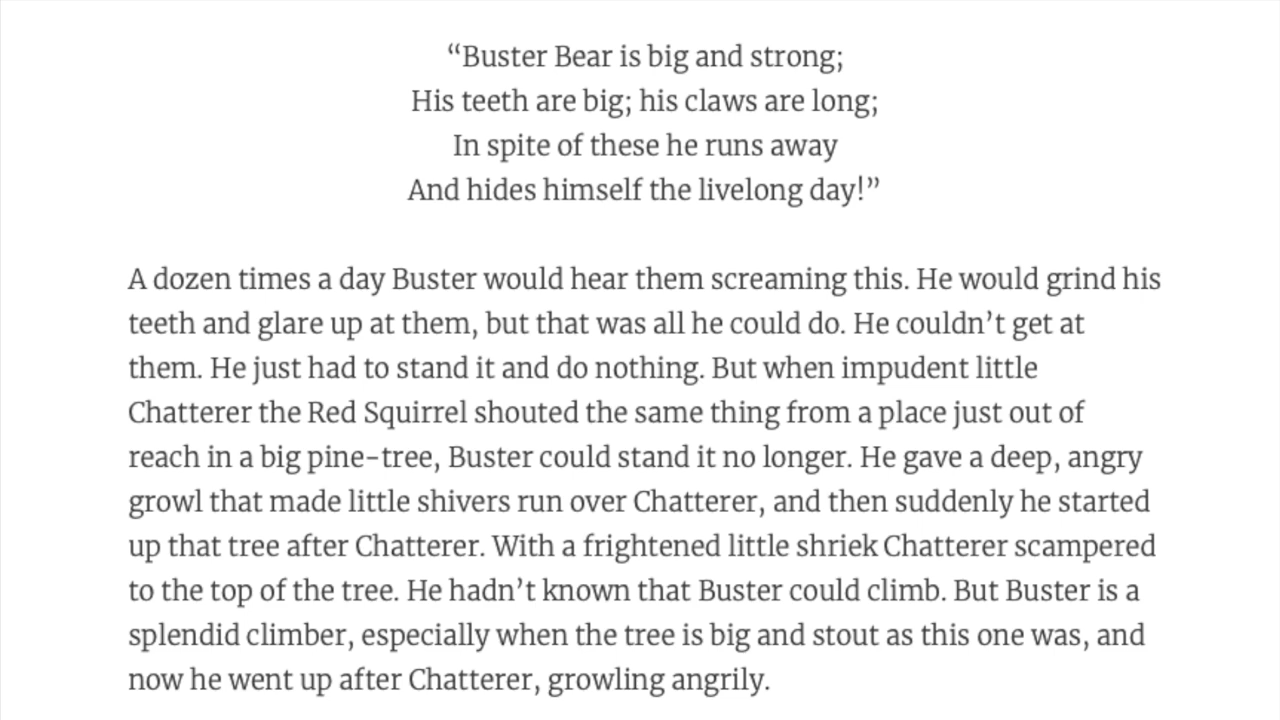 “Buster Bear is big and strong;
His teeth are big; his claws are long;
In spite of these he runs away
And hides himself the livelong day!”
A dozen times a day Buster would hear them screaming this. He would grind his
teeth and glare up at them, but that was all he could do. He couldn’t get at
them. He just had to stand it and do nothing. But when impudent little
Chatterer the Red Squirrel shouted the same thing from a place just out of
reach in a big pine-tree, Buster could stand it no longer. He gave a deep, angry
growl that made little shivers run over Chatterer, and then suddenly he started
up that tree after Chatterer. With a frightened little shriek Chatterer scampered
to the top of the tree. He hadn’t known that Buster could climb. But Buster is a
splendid climber, especially when the tree is big and stout as this one was, and
now he went up after Chatterer, growling angrily.